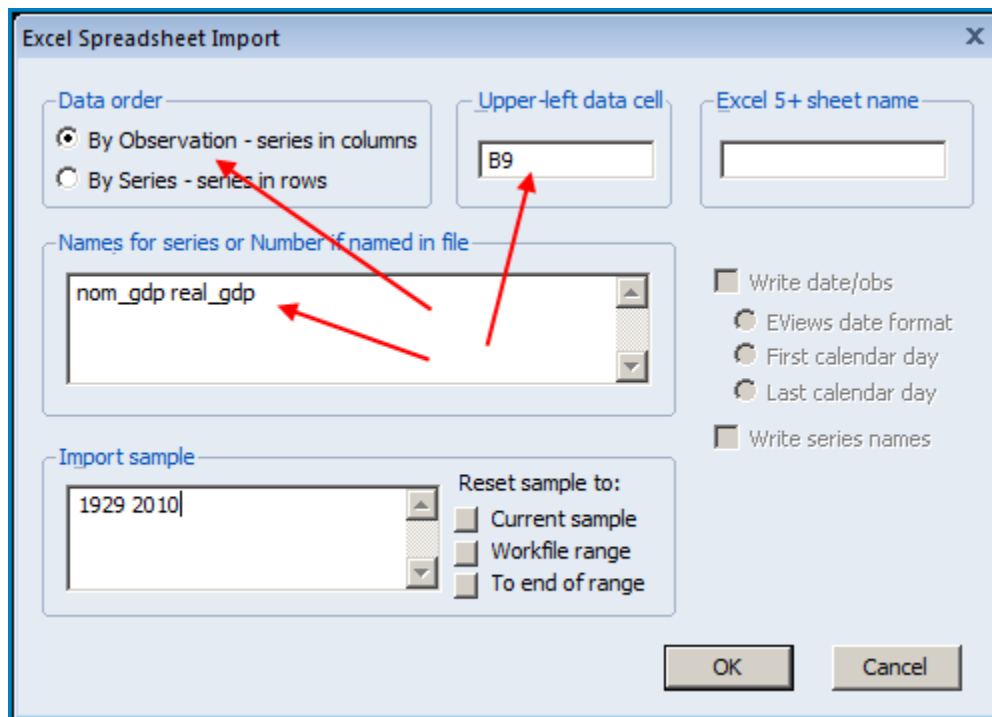 Excel Spreadsheet Import
Data order
By Observation - series in columns
By Series - series in rows
Upper-left data cell
B9
Excel 5+ sheet name
Names for series or Number if named in file
nom_gdp real_gdp
Write date/obs
EViews date format
First calendar day
Last calendar day
Write series names
Import sample
1929 2010
Reset sample to:
Current sample
Workfile range
To end of range
OK
Cancel